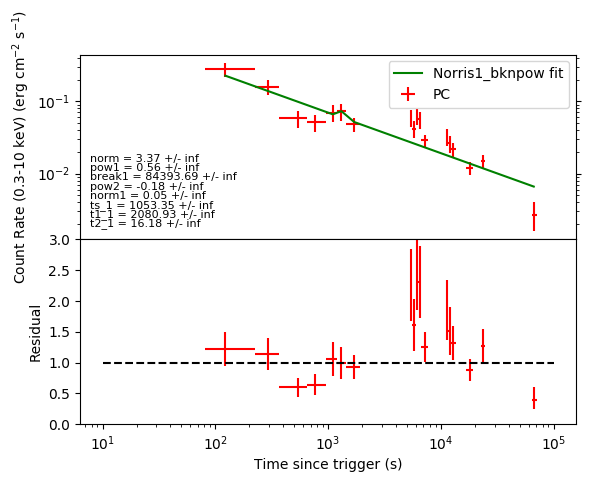 Count Rate (0.3-10 keV) (erg cm⁻² s⁻¹)
10⁻¹
10⁻²
Norris1_bknpow fit
PC
norm = 3.37 +/- inf
pow1 = 0.56 +/- inf
break1 = 84393.69 +/- inf
pow2 = -0.18 +/- inf
norm1 = 0.05 +/- inf
ts_1 = 1053.35 +/- inf
t1_1 = 2080.93 +/- inf
t2_1 = 16.18 +/- inf
Residual
3.0
2.5
2.0
1.5
1.0
0.5
0.0
10¹ 10² 10³ 10⁴ 10⁵
Time since trigger (s)